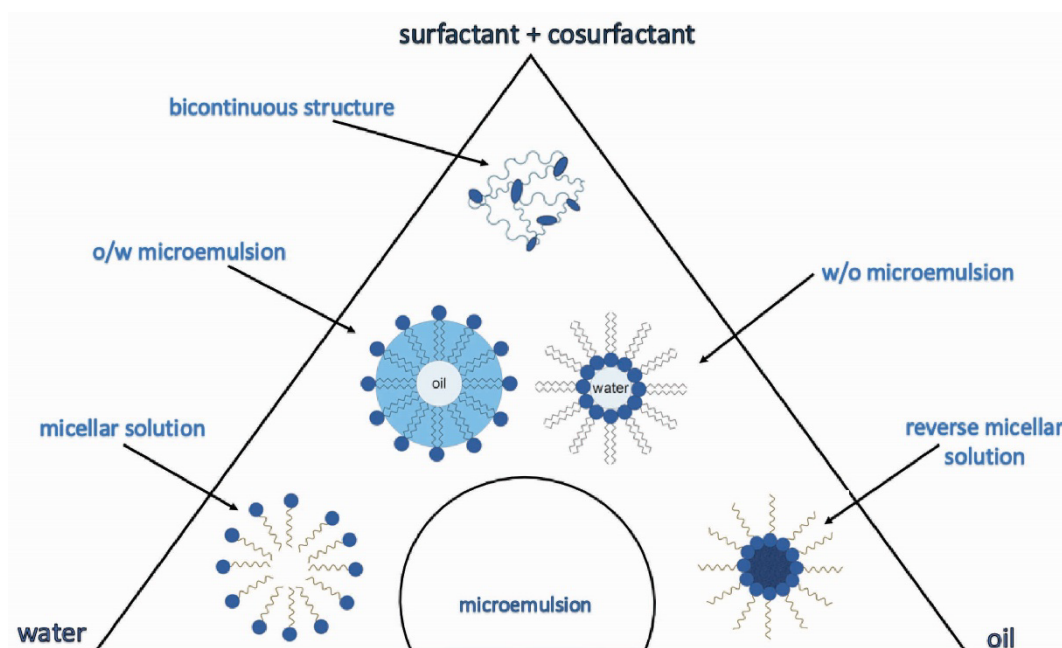 surfactant + cosurfactant
bicontinuous structure
o/w microemulsion
w/o microemulsion
oil
water
micellar solution
reverse micellar
solution
microemulsion
water
oil